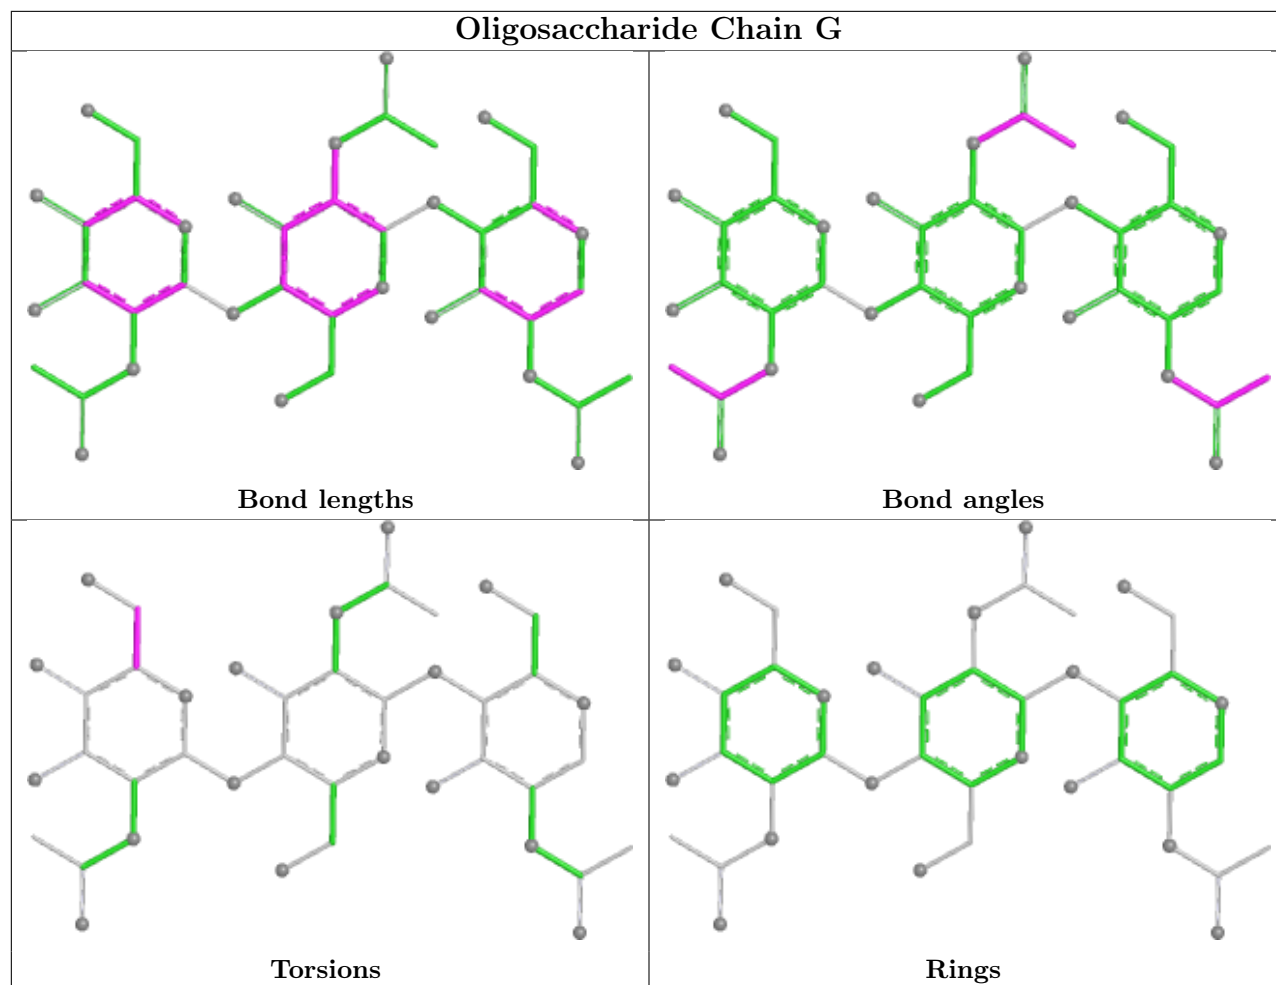 Oligosaccharide Chain G
Bond lengths
Bond angles
Torsions
Rings